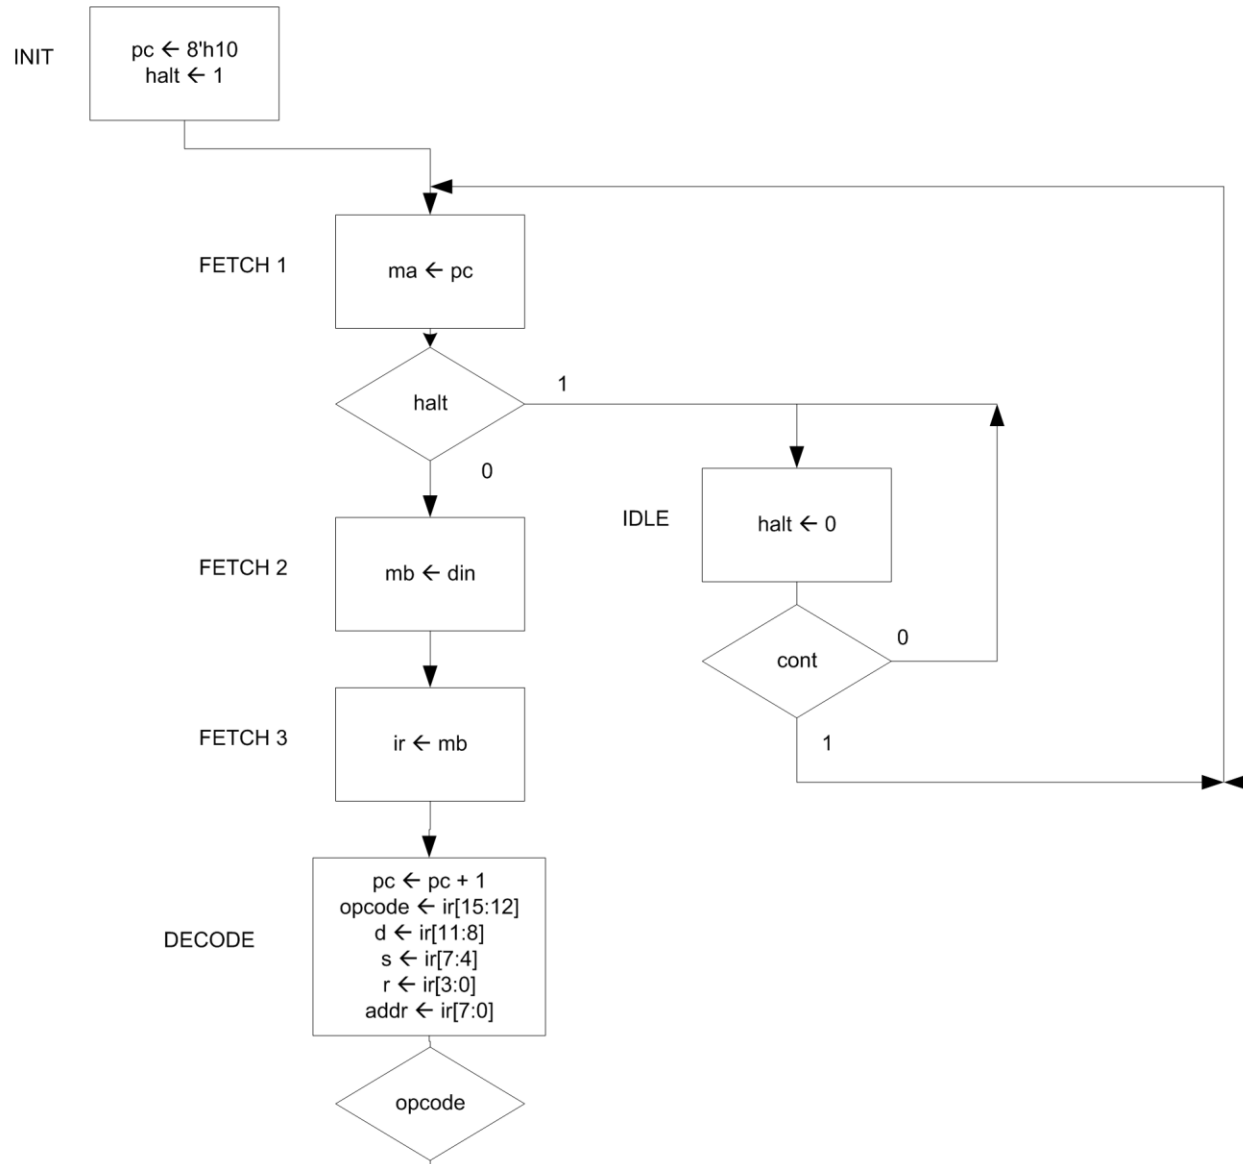 INIT
pc ← 8'h10
halt ← 1
FETCH 1
ma ← pc
halt
1
0
FETCH 2
mb ← din
IDLE
halt ← 0
cont
0
1
FETCH 3
ir ← mb
DECODE
pc ← pc + 1
opcode ← ir[15:12]
d ← ir[11:8]
s ← ir[7:4]
r ← ir[3:0]
addr ← ir[7:0]
opcode